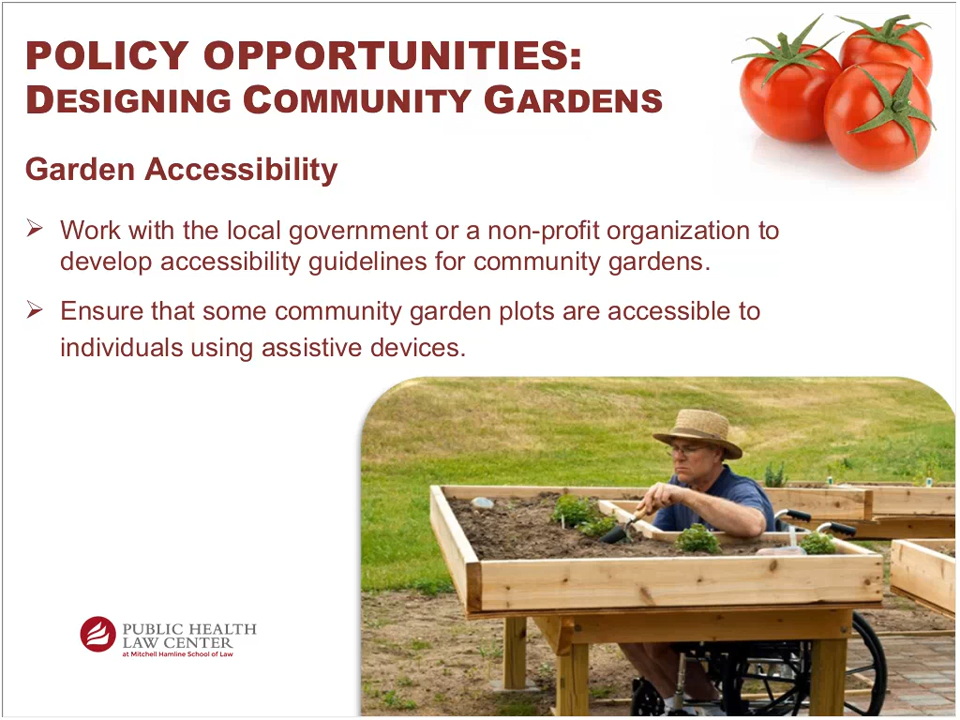 POLICY OPPORTUNITIES:
DESIGNING COMMUNITY GARDENS
Garden Accessibility
➢ Work with the local government or a non-profit organization to
develop accessibility guidelines for community gardens.
➢ Ensure that some community garden plots are accessible to
individuals using assistive devices.
PUBLIC HEALTH
LAW CENTER
at Mitchell Hamline School of Law